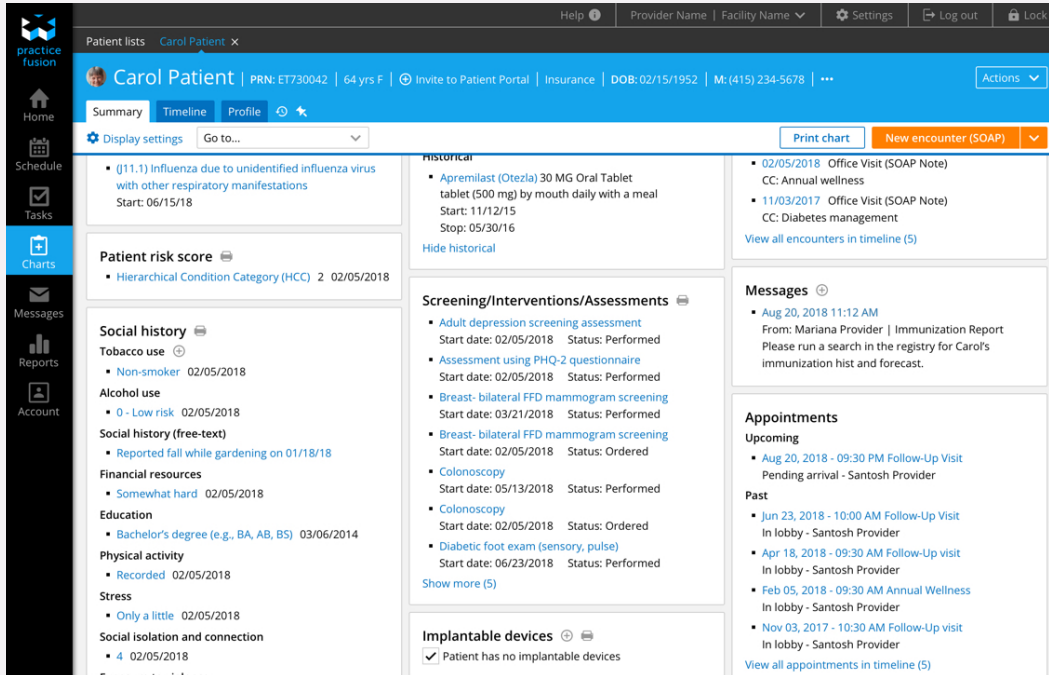 Help
Provider Name | Facility Name
Settings
Log out
Lock
practice
fusion
Home
Schedule
Tasks
Charts
Messages
Reports
Account
Patient lists
Carol Patient ×
Carol Patient | PRN: ET730042 | 64 yrs F | Invite to Patient Portal | Insurance | DOB: 02/15/1952 | M: (415) 234-5678 | •••
Actions
Summary
Timeline
Profile
Display settings
Go to...
Print chart
New encounter (SOAP)
(J11.1) Influenza due to unidentified influenza virus
with other respiratory manifestations
Start: 06/15/18
Patient risk score
Hierarchical Condition Category (HCC) 2 02/05/2018
Social history
Tobacco use
Non-smoker 02/05/2018
Alcohol use
0 - Low risk 02/05/2018
Social history (free-text)
Reported fall while gardening on 01/18/18
Financial resources
Somewhat hard 02/05/2018
Education
Bachelor's degree (e.g., BA, AB, BS) 03/06/2014
Physical activity
Recorded 02/05/2018
Stress
Only a little 02/05/2018
Social isolation and connection
4 02/05/2018
Historical
Apremilast (Otezla) 30 MG Oral Tablet
tablet (500 mg) by mouth daily with a meal
Start: 11/12/15
Stop: 05/30/16
Hide historical
Screening/Interventions/Assessments
Adult depression screening assessment
Start date: 02/05/2018 Status: Performed
Assessment using PHQ-2 questionnaire
Start date: 02/05/2018 Status: Performed
Breast- bilateral FFD mammogram screening
Start date: 03/21/2018 Status: Performed
Breast- bilateral FFD mammogram screening
Start date: 02/05/2018 Status: Ordered
Colonoscopy
Start date: 05/13/2018 Status: Performed
Colonoscopy
Start date: 02/05/2018 Status: Ordered
Diabetic foot exam (sensory, pulse)
Start date: 06/23/2018 Status: Performed
Show more (5)
Implantable devices
Patient has no implantable devices
02/05/2018 Office Visit (SOAP Note)
CC: Annual wellness
11/03/2017 Office Visit (SOAP Note)
CC: Diabetes management
View all encounters in timeline (5)
Messages
Aug 20, 2018 11:12 AM
From: Mariana Provider | Immunization Report
Please run a search in the registry for Carol's
immunization hist and forecast.
Appointments
Upcoming
Aug 20, 2018 - 09:30 PM Follow-Up Visit
Pending arrival - Santosh Provider
Past
Jun 23, 2018 - 10:00 AM Follow-Up Visit
In lobby - Santosh Provider
Apr 18, 2018 - 09:30 AM Follow-Up visit
In lobby - Santosh Provider
Feb 05, 2018 - 09:30 AM Annual Wellness
In lobby - Santosh Provider
Nov 03, 2017 - 10:30 AM Follow-Up visit
In lobby - Santosh Provider
View all appointments in timeline (5)